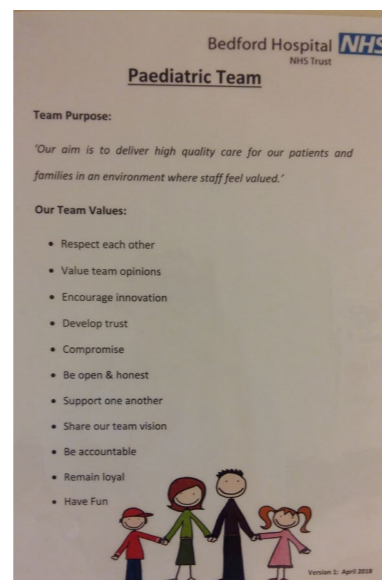 Bedford Hospital NHS
NHS Trust
Paediatric Team
Team Purpose:
'Our aim is to deliver high quality care for our patients and
families in an environment where staff feel valued.'
Our Team Values:
• Respect each other
• Value team opinions
• Encourage innovation
• Develop trust
• Compromise
• Be open & honest
• Support one another
• Share our team vision
• Be accountable
• Remain loyal
• Have Fun
Version 1: April 2018